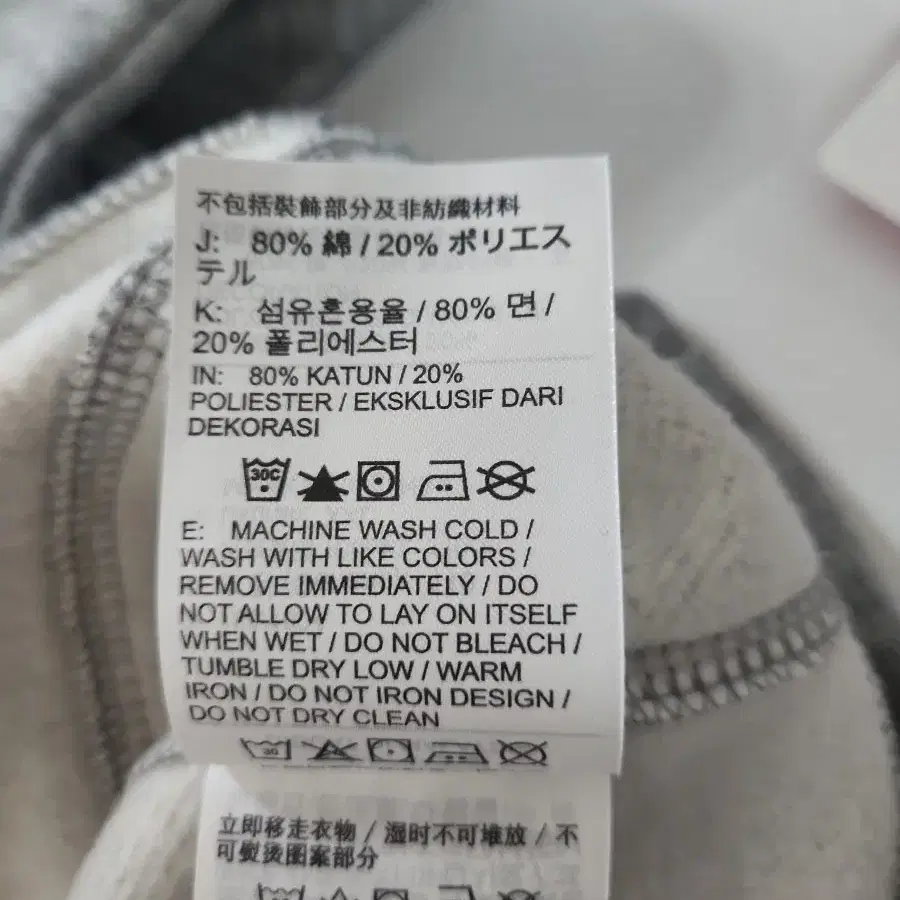 不包括裝飾部分及非紡織材料
J: 80% 綿 / 20% ポリエス
テル
K: 섬유혼용율 / 80% 면 /
20% 폴리에스터
IN: 80% KATUN / 20%
POLIESTER / EKSKLUSIF DARI
DEKORASI
30C
E: MACHINE WASH COLD /
WASH WITH LIKE COLORS /
REMOVE IMMEDIATELY / DO
NOT ALLOW TO LAY ON ITSELF
WHEN WET / DO NOT BLEACH /
TUMBLE DRY LOW / WARM
IRON / DO NOT IRON DESIGN /
DO NOT DRY CLEAN
30
立即移走衣物 / 湿时不可堆放 / 不
可熨烫图案部分